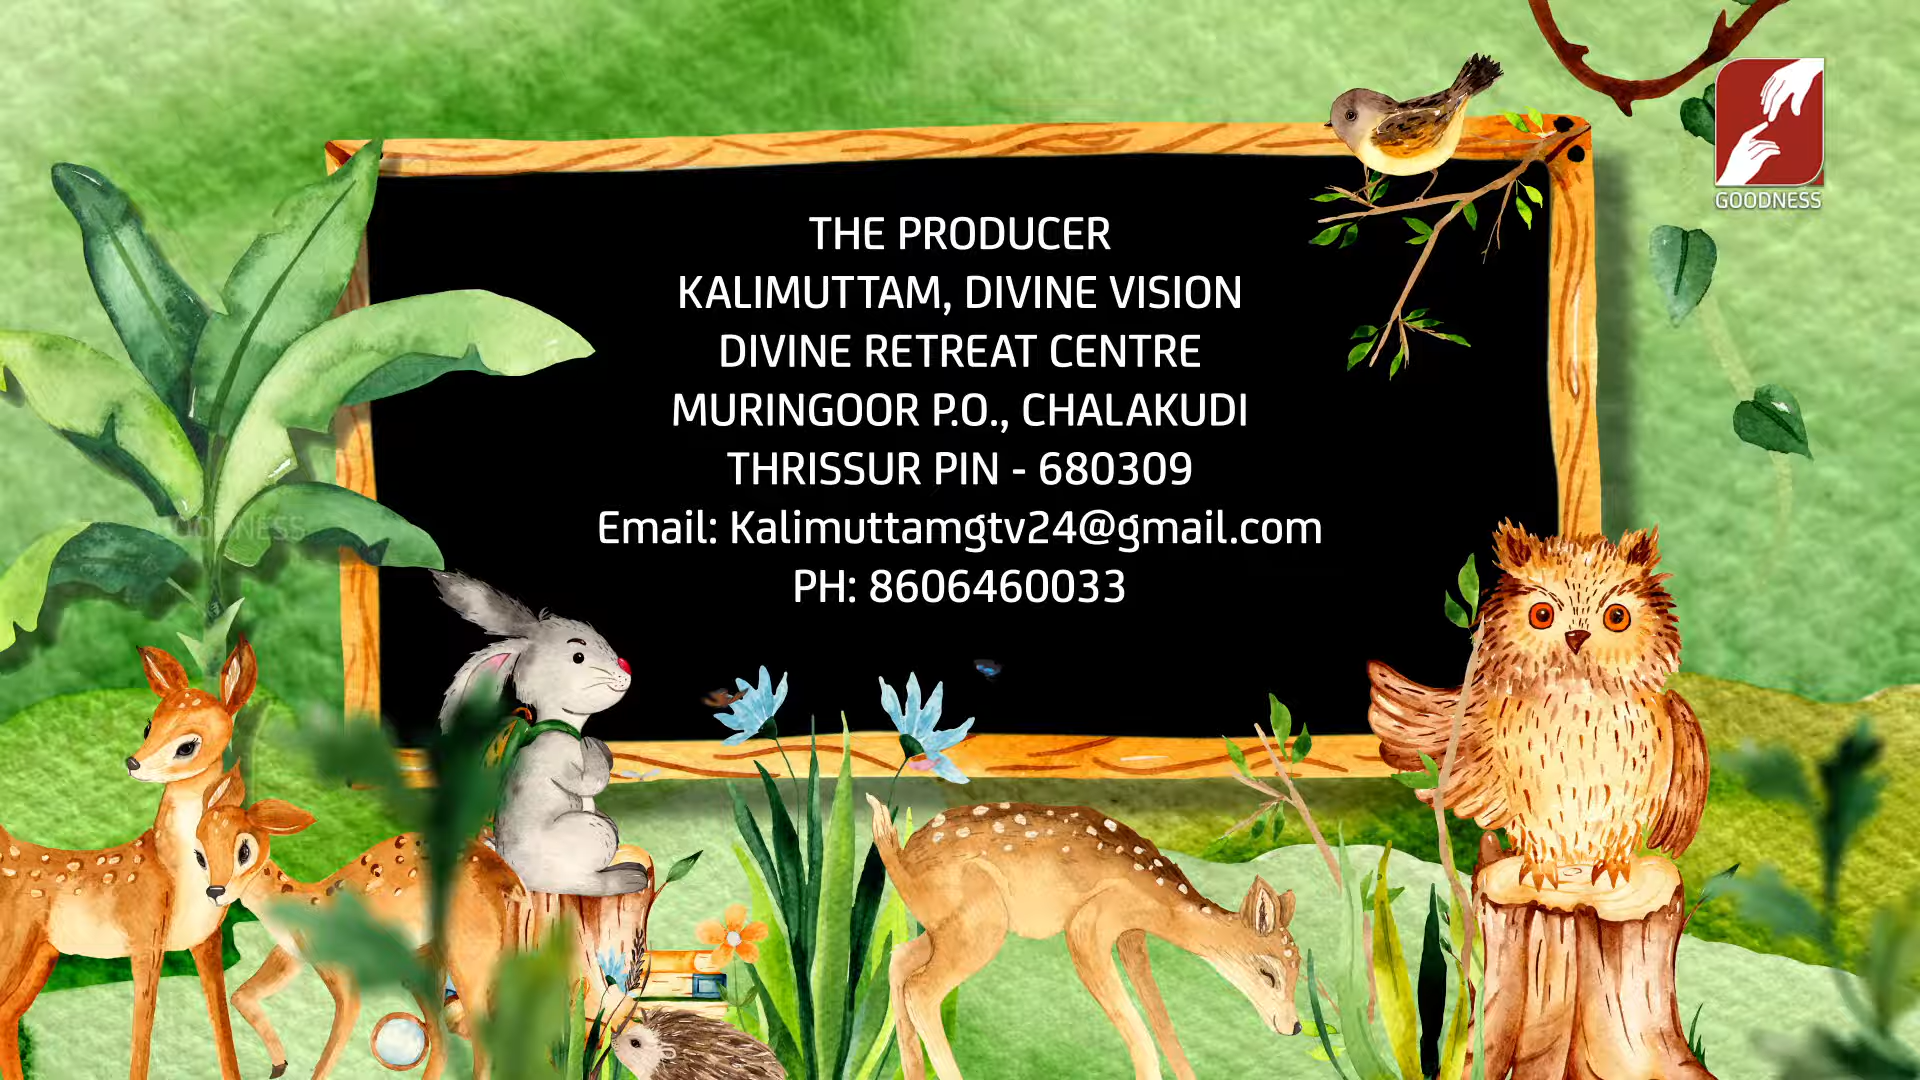 THE PRODUCER
KALIMUTTAM, DIVINE VISION
DIVINE RETREAT CENTRE
MURINGOOR P.O., CHALAKUDI
THRISSUR PIN - 680309
Email: Kalimuttamgtv24@gmail.com
PH: 8606460033
GOODNESS
GOODNESS